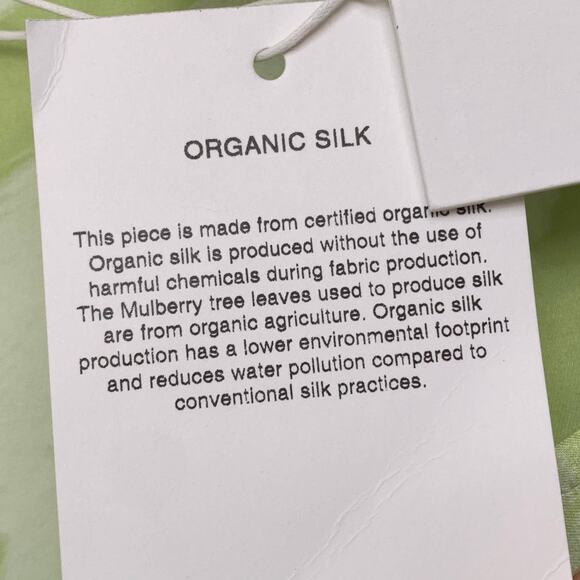 ORGANIC SILK
This piece is made from certified organic silk.
Organic silk is produced without the use of
harmful chemicals during fabric production.
The Mulberry tree leaves used to produce silk
are from organic agriculture. Organic silk
production has a lower environmental footprint
and reduces water pollution compared to
conventional silk practices.